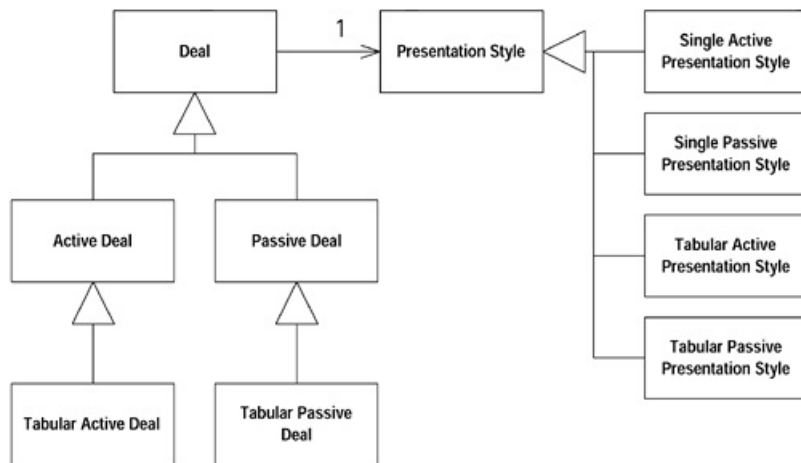 Deal
1
Presentation Style
Single Active
Presentation Style
Single Passive
Presentation Style
Active Deal
Passive Deal
Tabular Active
Presentation Style
Tabular Passive
Presentation Style
Tabular Active Deal
Tabular Passive
Deal